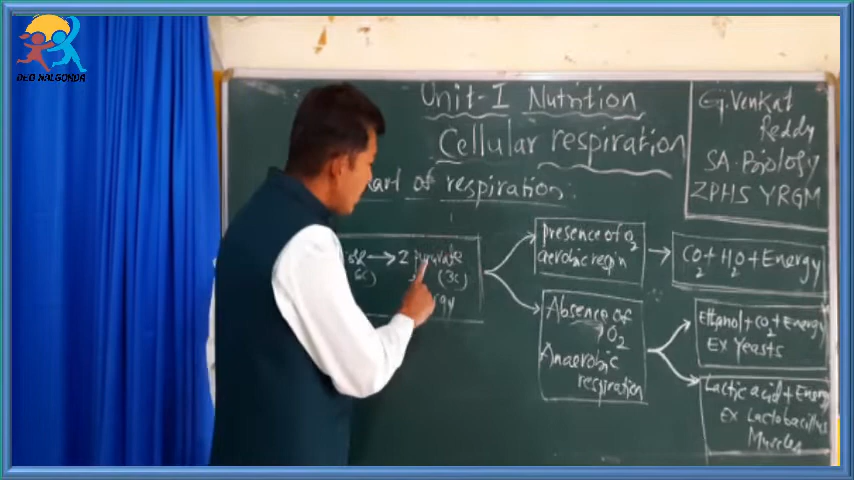 DEO NALGONDA
Unit-I Nutrition
Cellular respiration
G.Venkat
Reddy
SA.Biology
ZPHS YRGM
of respiration:
→ 2 pyruvate
(3C)
6C)
presence of O2
aerobic resp'n
→ CO2+H2O+Energy
Absence of
O2
Anaerobic
respiration
Ethanol+CO2+Energy
Ex Yeasts
Lactic acid + Energy
Ex Lactobacillus
Muscles